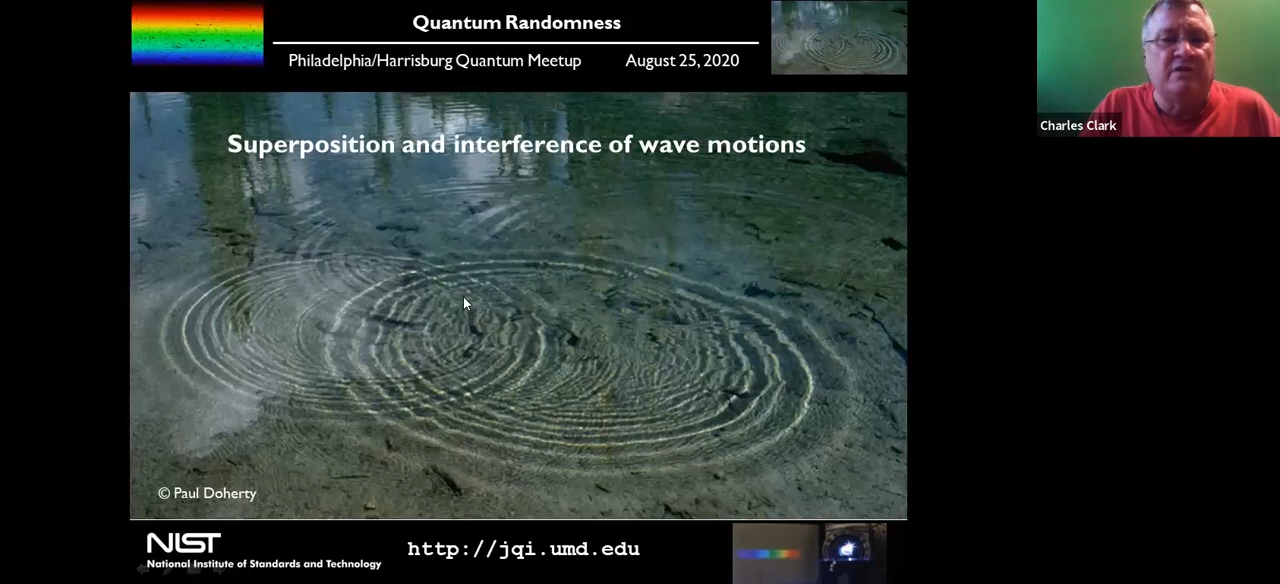 Quantum Randomness
Philadelphia/Harrisburg Quantum Meetup August 25, 2020
Charles Clark
Superposition and interference of wave motions
© Paul Doherty
NIST
National Institute of Standards and Technology
http://jqi.umd.edu